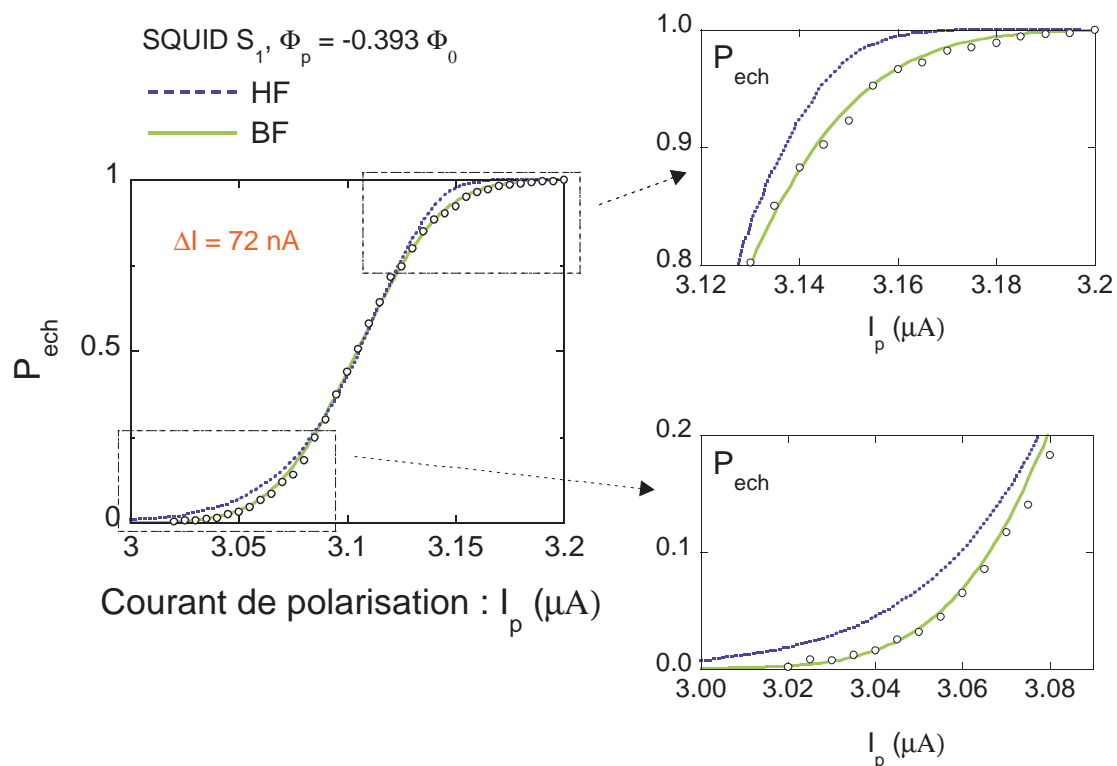 SQUID S₁, Φₚ = -0.393 Φ₀
HF
BF
1
0.5
0
P_ech
ΔI = 72 nA
3 3.05 3.1 3.15 3.2
Courant de polarisation : Iₚ (μA)
1.0
0.9
0.8
P_ech
3.12 3.14 3.16 3.18 3.2
Iₚ (μA)
0.2
0.1
0.0
P_ech
3.00 3.02 3.04 3.06 3.08
Iₚ (μA)